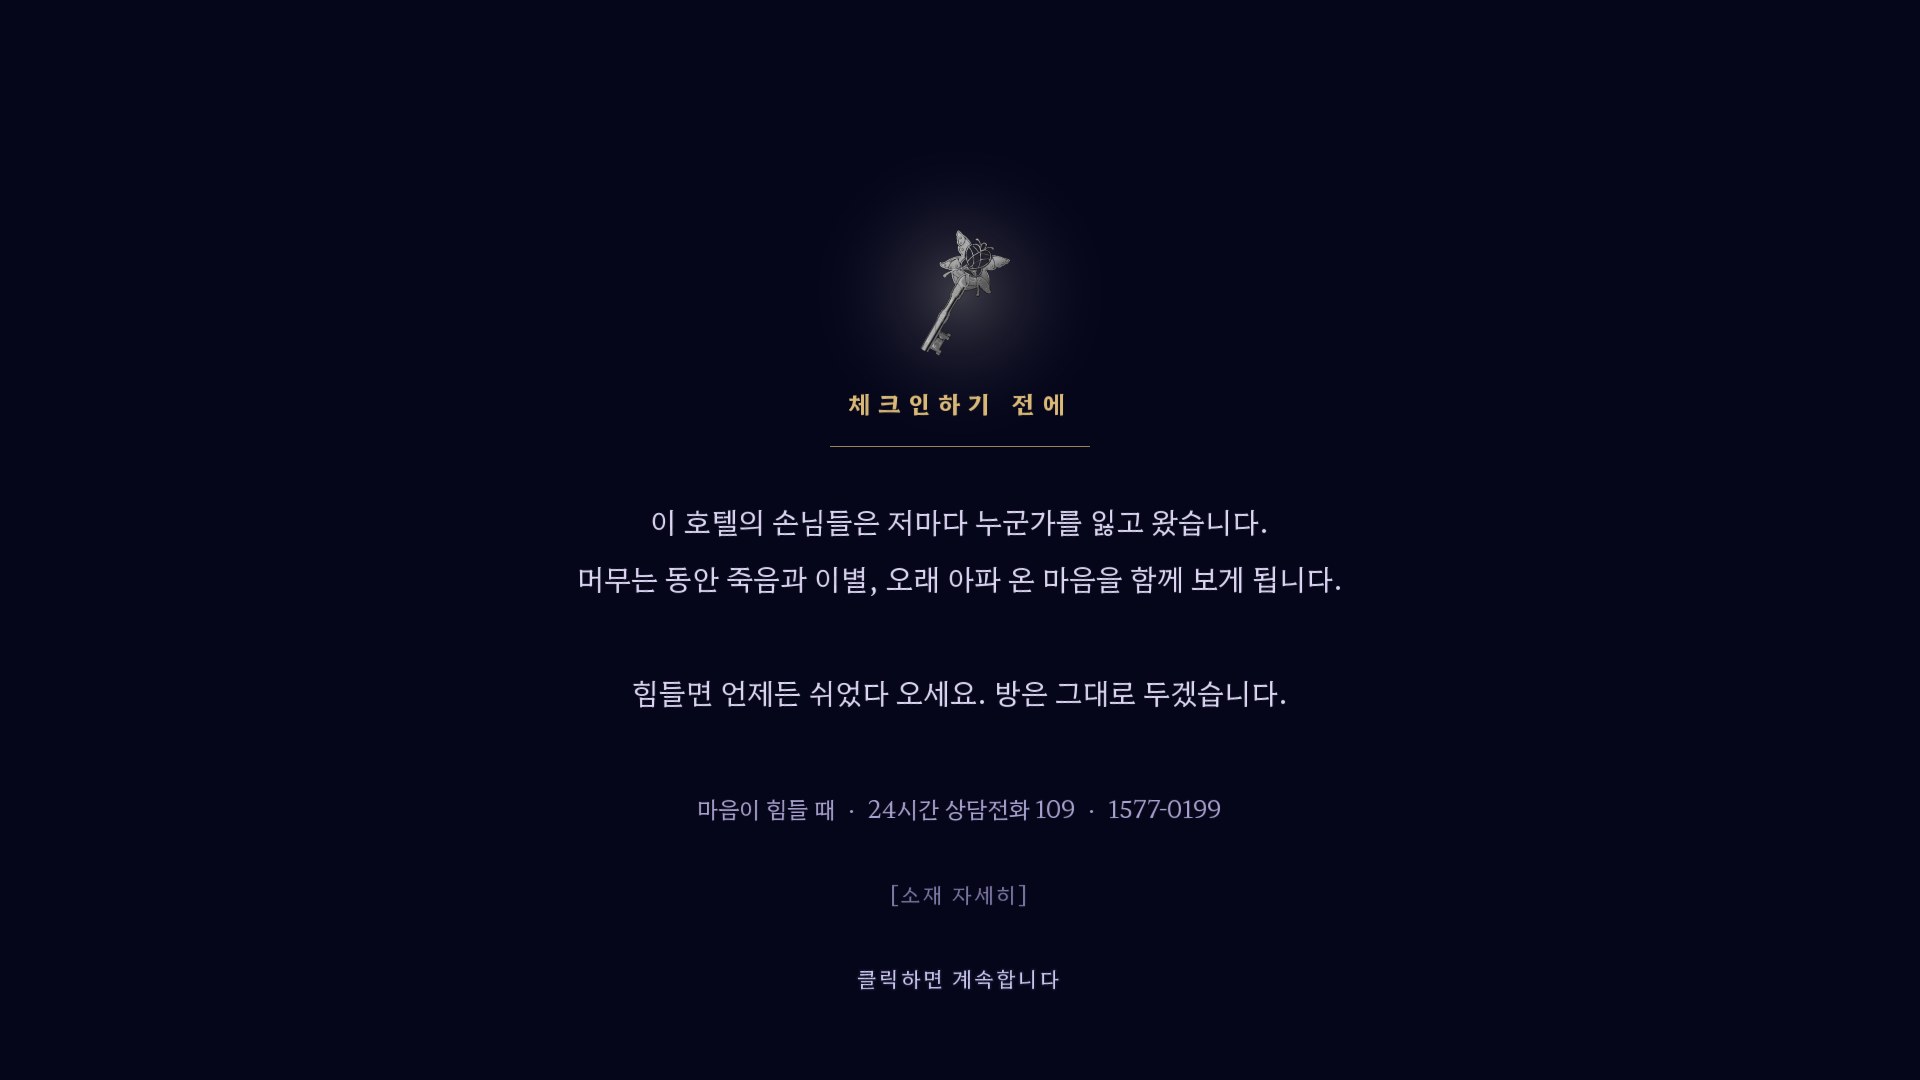 체크인하기 전에
이 호텔의 손님들은 저마다 누군가를 잃고 왔습니다.
머무는 동안 죽음과 이별, 오래 아파 온 마음을 함께 보게 됩니다.
힘들면 언제든 쉬었다 오세요. 방은 그대로 두겠습니다.
마음이 힘들 때 · 24시간 상담전화 109 · 1577-0199
[소재 자세히]
클릭하면 계속합니다